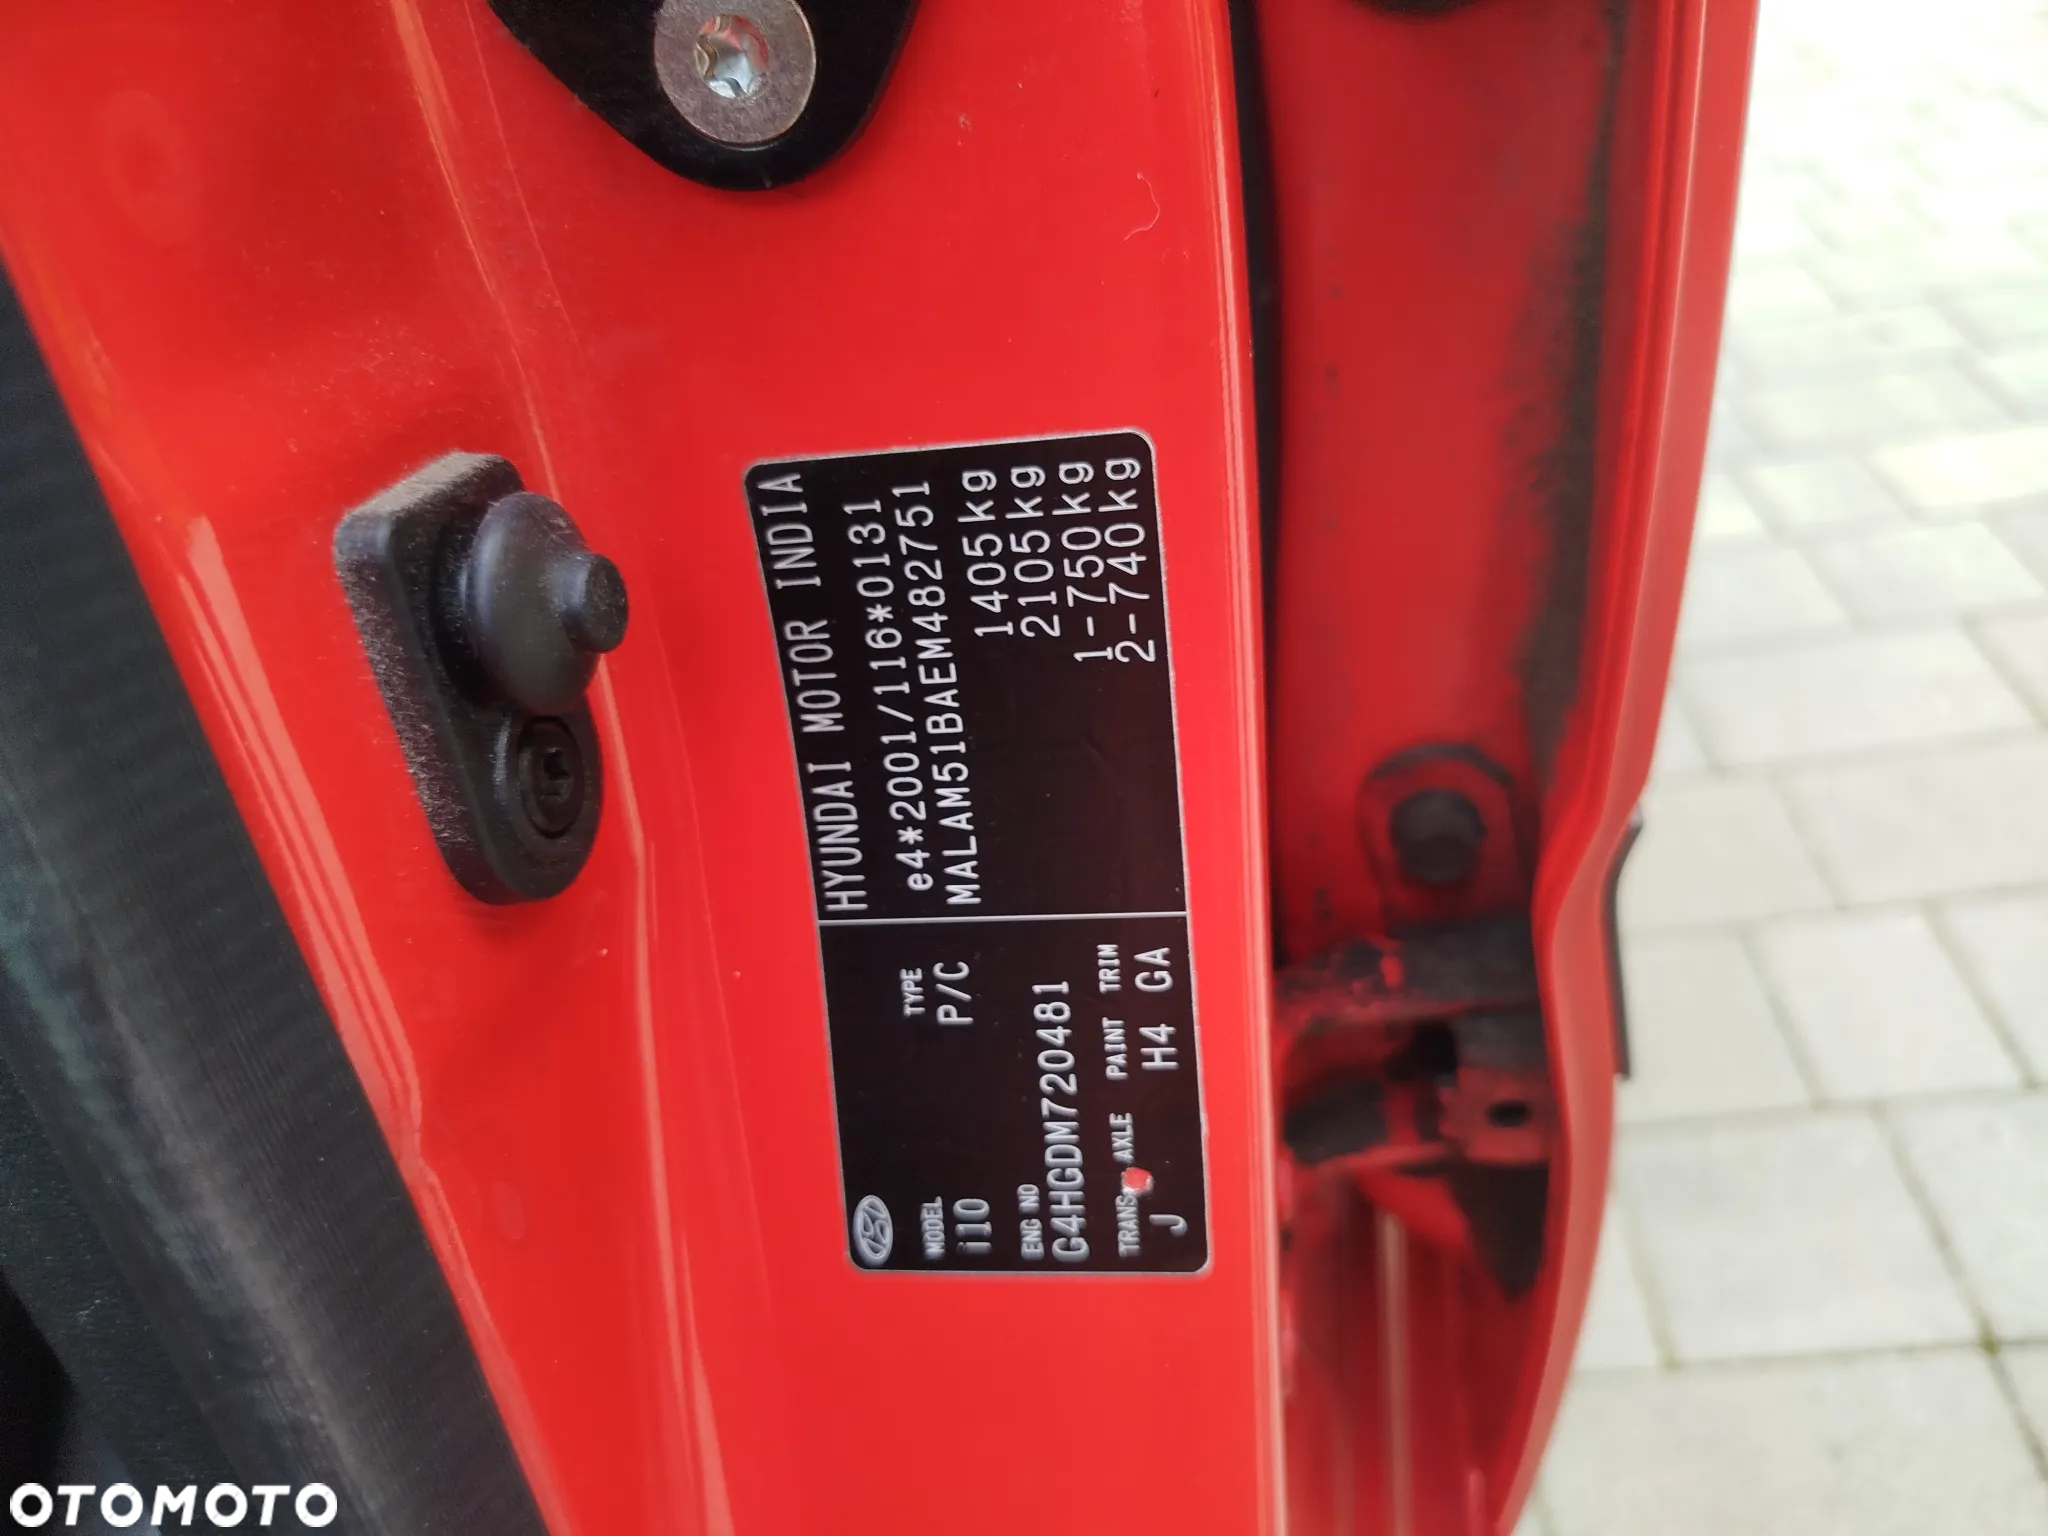 HYUNDAI MOTOR INDIA
e4*2001/116*0131
MALAM51BAEM482751
1405kg
2105kg
1-750kg
2-740kg
MODEL TYPE
i10 P/C
ENG NO
G4HGDM720481
TRANS AXLE PAINT TRIM
J H4 GA
OTOMOTO